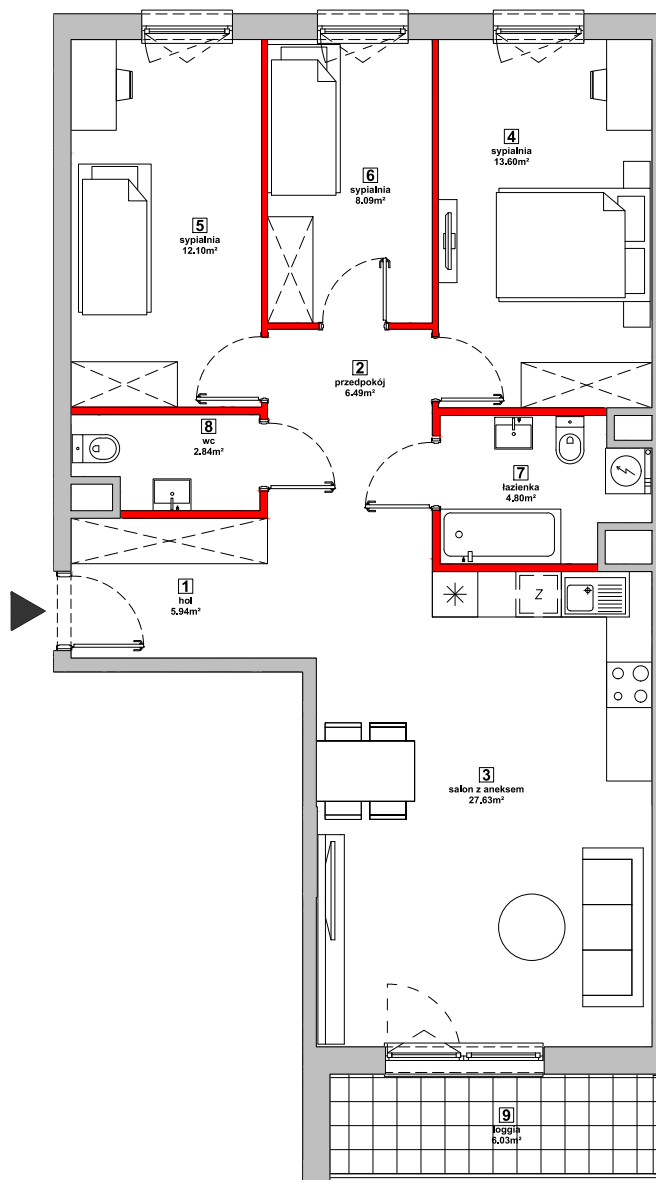 4
sypialnia
13.60m²
6
sypialnia
8.09m²
5
sypialnia
12.10m²
2
przedpokój
6.49m²
8
wc
2.84m²
7
łazienka
4.80m²
1
hol
5.94m²
Z
3
salon z aneksem
27.63m²
9
loggia
6.03m²